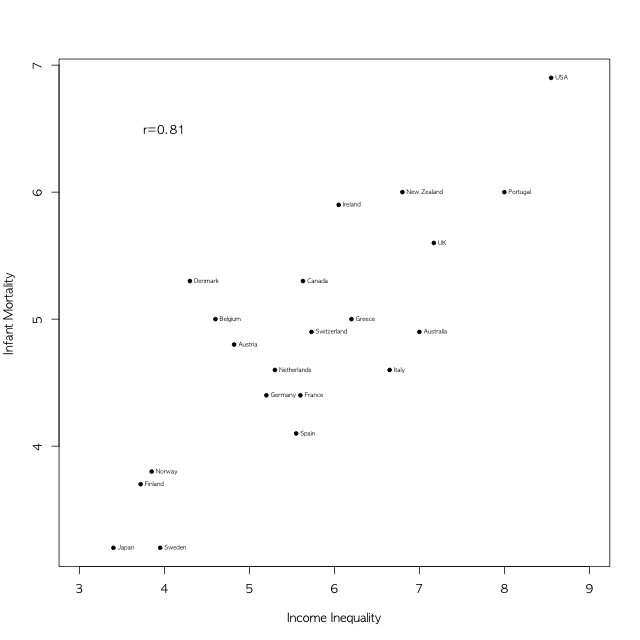 7
USA
r=0.81
6
New Zealand
Portugal
Ireland
UK
Denmark
Canada
5
Belgium
Greece
Switzerland
Australia
Austria
Netherlands
Italy
Germany
France
Spain
4
Norway
Finland
Japan
Sweden
Infant Mortality
3 4 5 6 7 8 9
Income Inequality